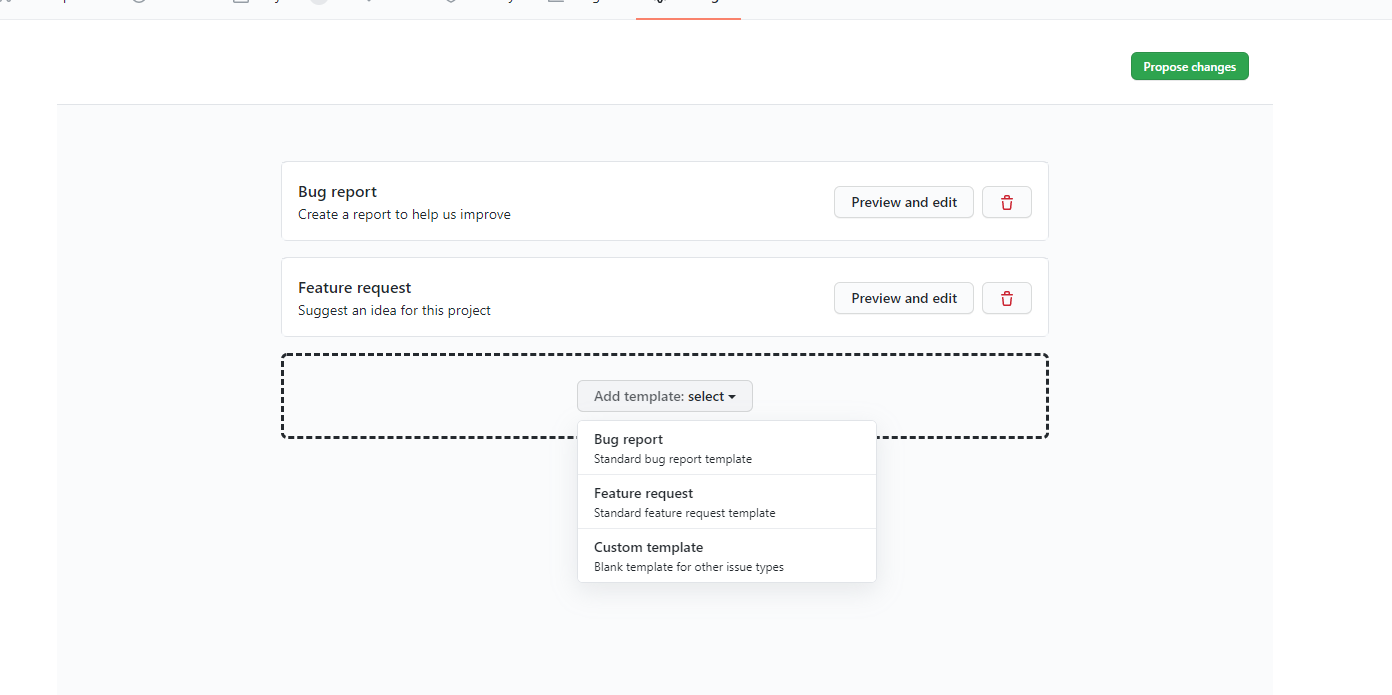 Propose changes
Bug report
Create a report to help us improve
Preview and edit
Feature request
Suggest an idea for this project
Preview and edit
Add template: select
Bug report
Standard bug report template
Feature request
Standard feature request template
Custom template
Blank template for other issue types